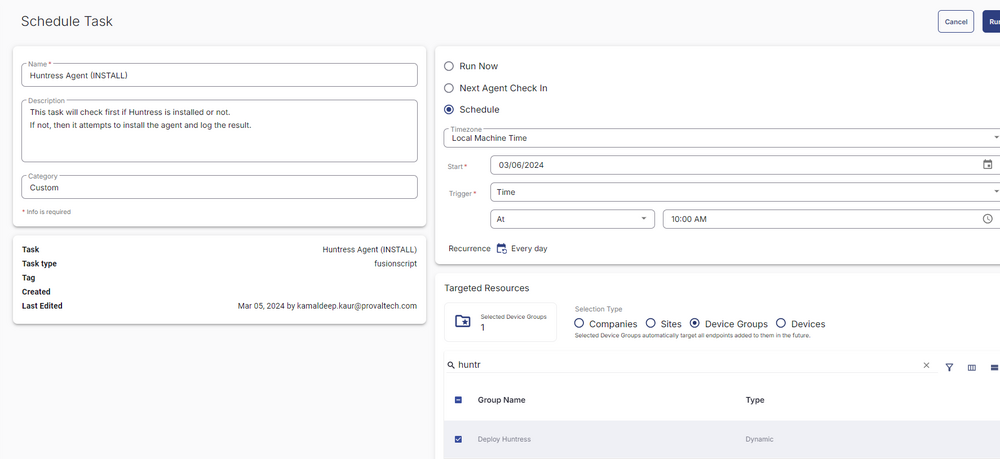 Schedule Task
Cancel
Run
Name *
Huntress Agent (INSTALL)
Description
This task will check first if Huntress is installed or not.
If not, then it attempts to install the agent and log the result.
Category
Custom
* Info is required
Task Huntress Agent (INSTALL)
Task type fusionscript
Tag
Created
Last Edited Mar 05, 2024 by kamaldeep.kaur@provaltech.com
Run Now
Next Agent Check In
Schedule
Timezone
Local Machine Time
Start * 03/06/2024
Trigger * Time
At 10:00 AM
Recurrence Every day
Targeted Resources
Selected Device Groups
1
Selection Type
Companies Sites Device Groups Devices
Selected Device Groups automatically target all endpoints added to them in the future.
huntr
Group Name Type
Deploy Huntress Dynamic